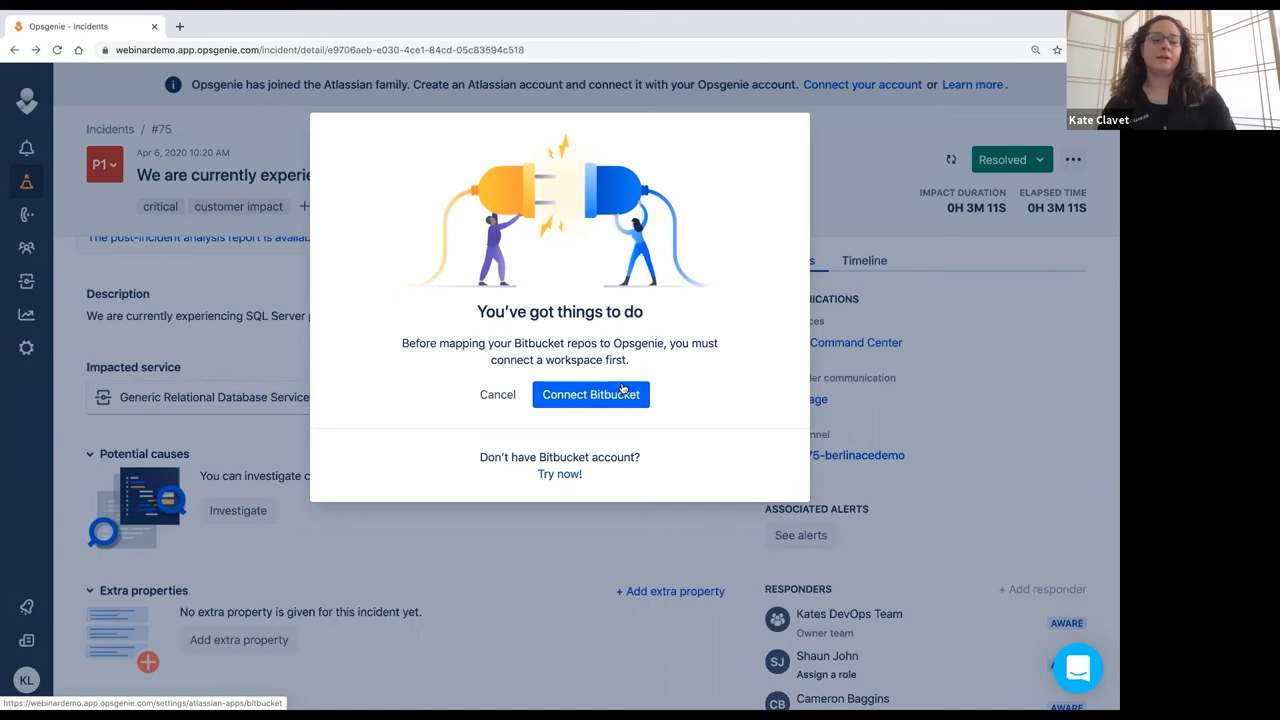 Opsgenie - Incidents
webinardemo.app.opsgenie.com/incident/detail/e9706aeb-e030-4ce1-84cd-05c83594c518
Kate Clavet
Opsgenie has joined the Atlassian family. Create an Atlassian account and connect it with your Opsgenie account. Connect your account or Learn more.
Incidents / #75
P1
Apr 6, 2020 10:20 AM
We are currently experie
critical
customer impact
Resolved
IMPACT DURATION
0H 3M 11S
ELAPSED TIME
0H 3M 11S
The post-incident analysis report is availab
Description
We are currently experiencing SQL Server
Impacted service
Generic Relational Database Service
Potential causes
You can investigate c
Investigate
Extra properties
+ Add extra property
No extra property is given for this incident yet.
Add extra property
You've got things to do
Before mapping your Bitbucket repos to Opsgenie, you must
connect a workspace first.
Cancel
Connect Bitbucket
Don't have Bitbucket account?
Try now!
Timeline
Command Center
75-berlinacedemo
ASSOCIATED ALERTS
See alerts
RESPONDERS
+ Add responder
Kates DevOps Team
Owner team
AWARE
SJ
Shaun John
Assign a role
CB
Cameron Baggins
AWARE
KL
https://webinardemo.app.opsgenie.com/settings/atlassian-apps/bitbucket